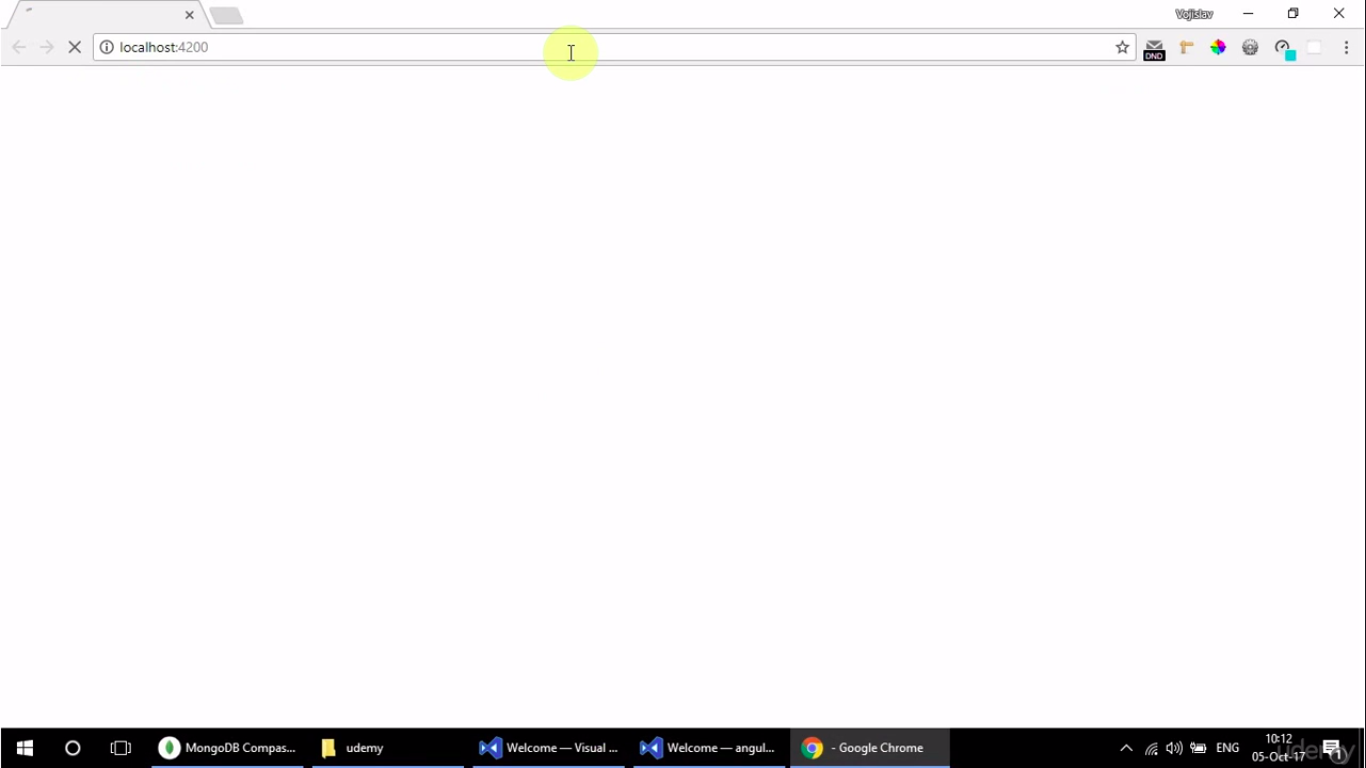 Vojislav
localhost:4200
DND
MongoDB Compas...
udemy
Welcome — Visual ...
Welcome — angul...
- Google Chrome
ENG
10:12
05-Oct-17
1
udemy